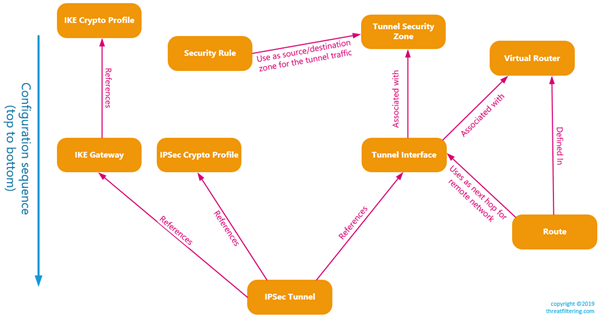 IKE Crypto Profile
Security Rule
Tunnel Security
Zone
Virtual Router
Use as source/destination
zone for the tunnel traffic
References
Associated with
Associated with
Defined In
Configuration sequence
(top to bottom)
IKE Gateway
IPSec Crypto Profile
Tunnel Interface
Uses as next hop for
remote network
Route
References
References
References
IPSec Tunnel
copyright ©2019
threatfiltering.com